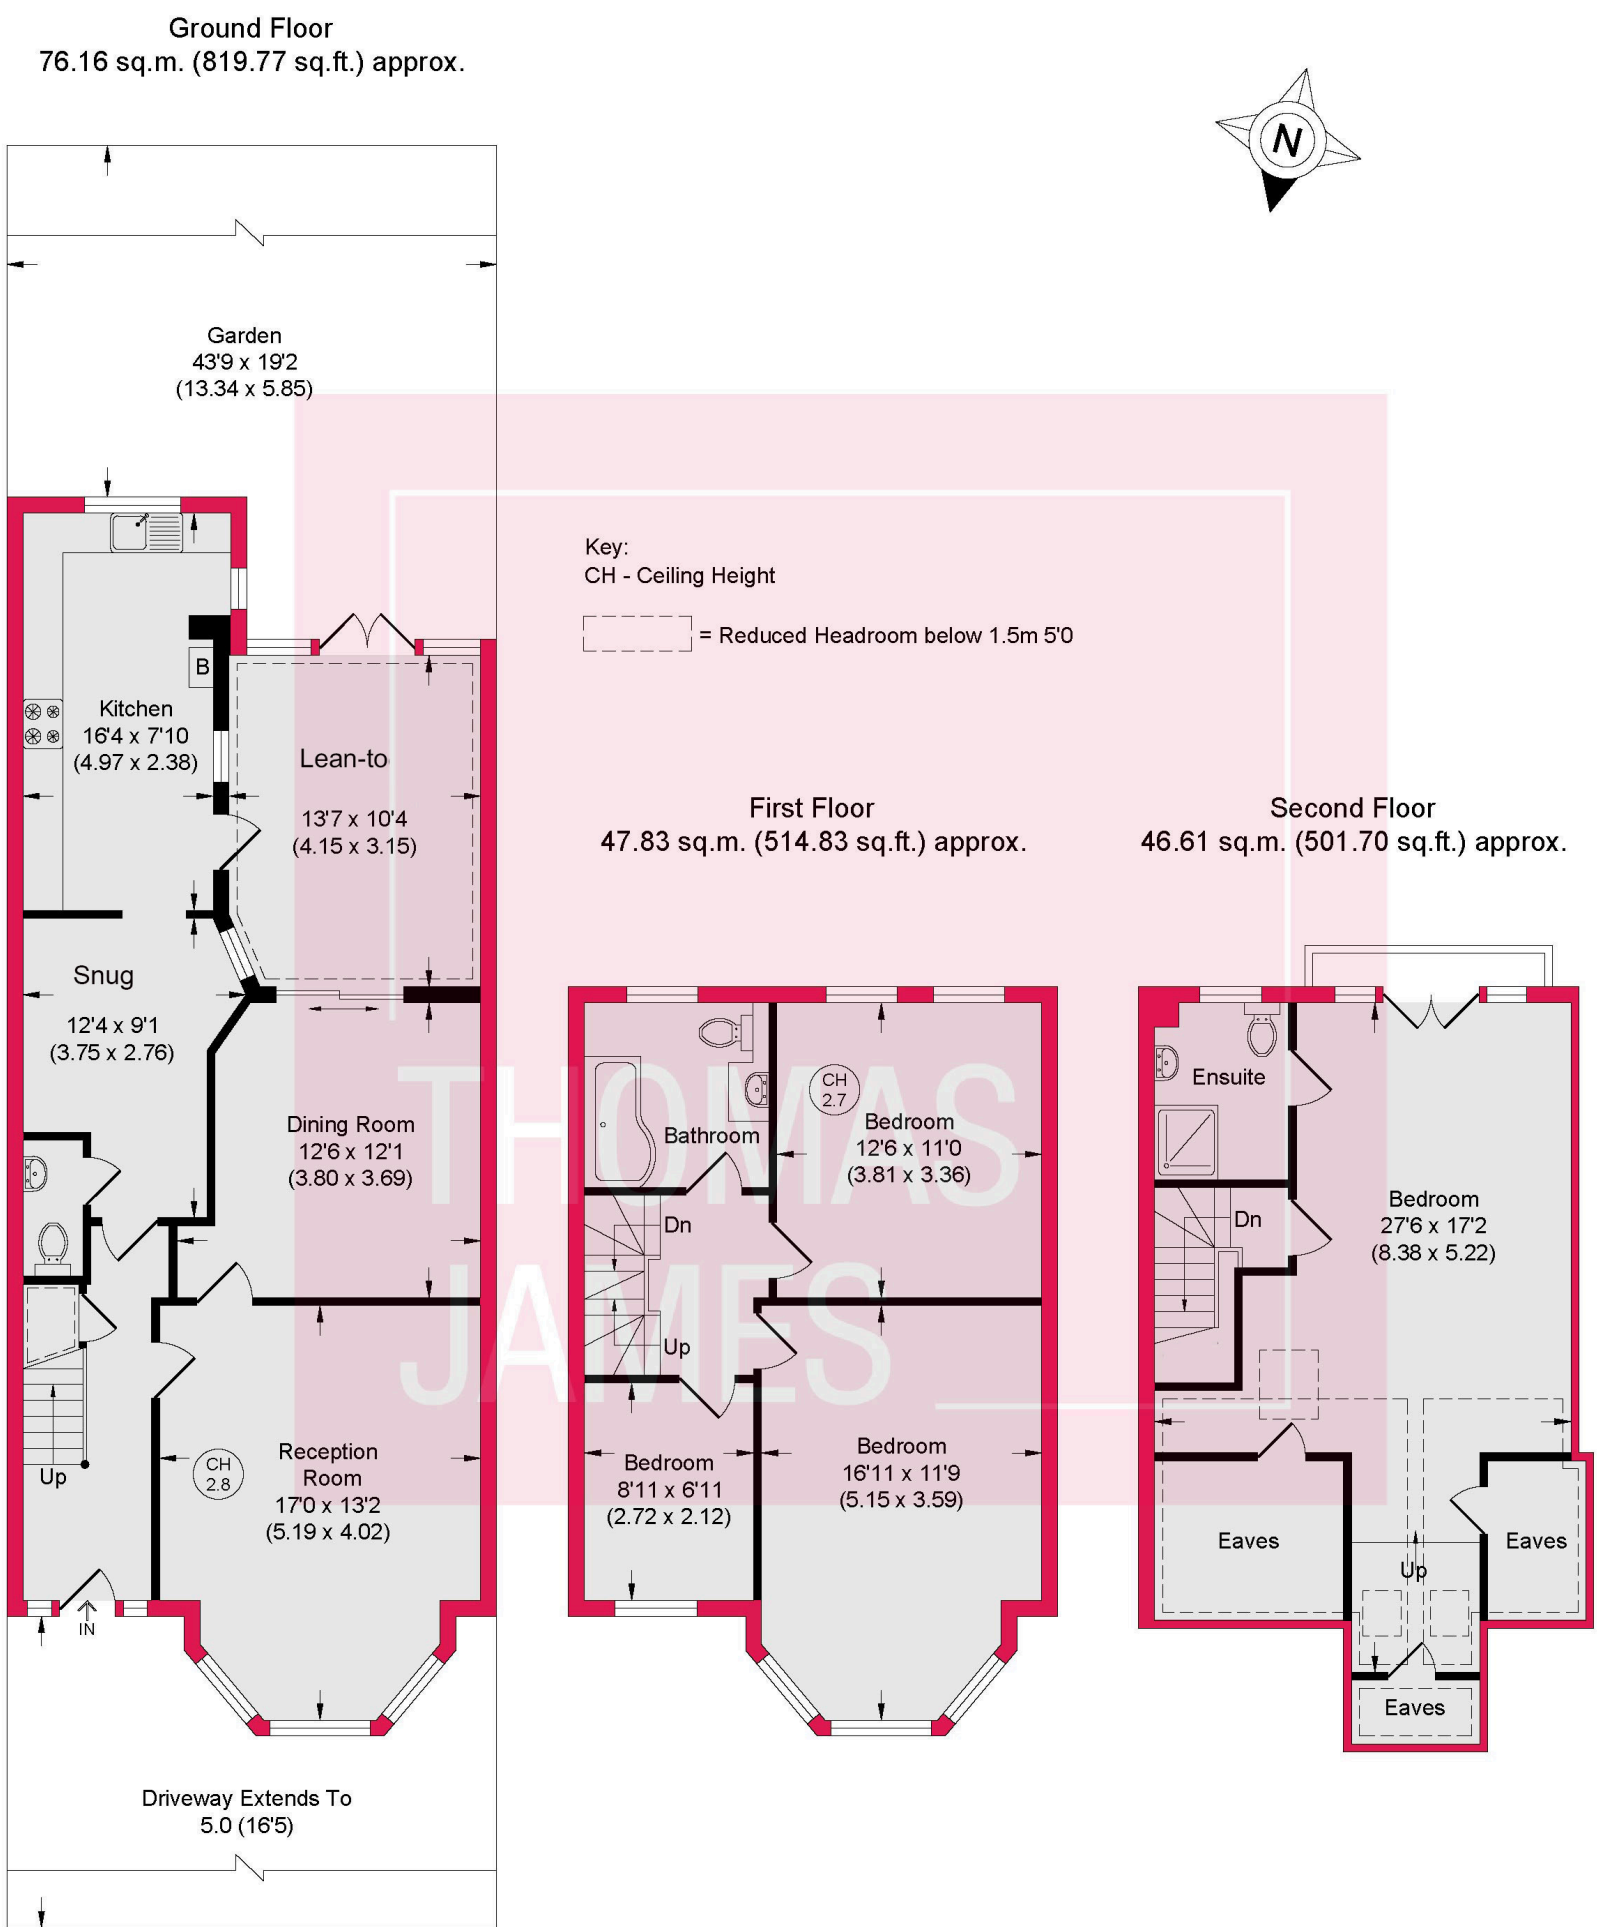 Ground Floor
76.16 sq.m. (819.77 sq.ft.) approx.
N
Garden
43'9 x 19'2
(13.34 x 5.85)
Key:
CH - Ceiling Height
= Reduced Headroom below 1.5m 5'0
B
Kitchen
16'4 x 7'10
(4.97 x 2.38)
Lean-to
13'7 x 10'4
(4.15 x 3.15)
Snug
12'4 x 9'1
(3.75 x 2.76)
Dining Room
12'6 x 12'1
(3.80 x 3.69)
Reception
Room
17'0 x 13'2
(5.19 x 4.02)
CH
2.8
Up
IN
Driveway Extends To
5.0 (16'5)
First Floor
47.83 sq.m. (514.83 sq.ft.) approx.
Bathroom
CH
2.7
Bedroom
12'6 x 11'0
(3.81 x 3.36)
Dn
Up
Bedroom
8'11 x 6'11
(2.72 x 2.12)
Bedroom
16'11 x 11'9
(5.15 x 3.59)
Second Floor
46.61 sq.m. (501.70 sq.ft.) approx.
Ensuite
Dn
Bedroom
27'6 x 17'2
(8.38 x 5.22)
Eaves
Up
Eaves
Eaves
THOMAS
JAMES